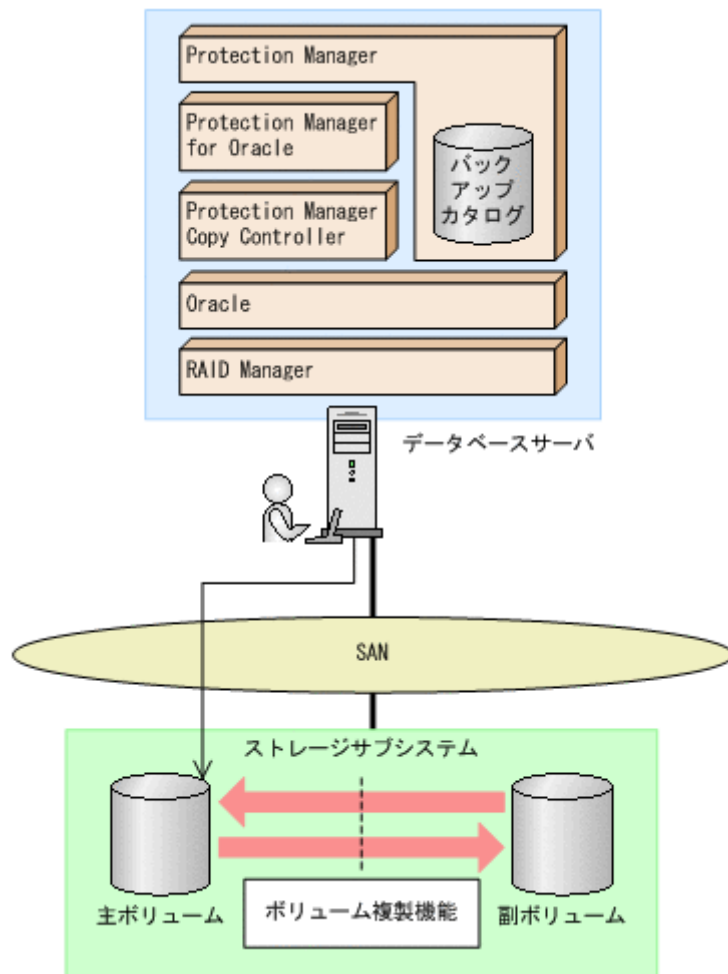 Protection Manager
Protection Manager
for Oracle
バック
アップ
カタログ
Protection Manager
Copy Controller
Oracle
RAID Manager
データベースサーバ
SAN
ストレージサブシステム
主ボリューム
ボリューム複製機能
副ボリューム